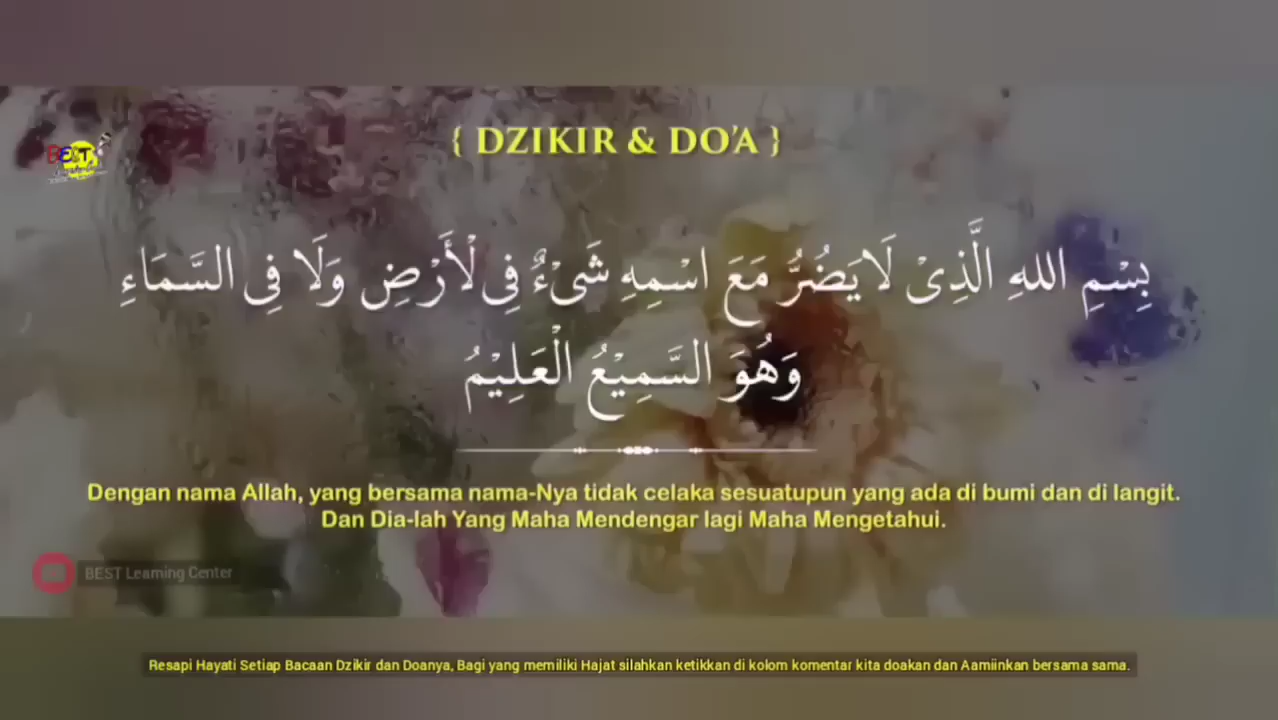 { DZIKIR & DO'A }
BEST
بِسْمِ اللهِ الَّذِىْ لَا يَضُرُّ مَعَ اسْمِهِ شَىْءٌ فِى لْأَرْضِ وَلَا فِى السَّمَاءِ
وَهُوَ السَّمِيْعُ الْعَلِيْمُ
Dengan nama Allah, yang bersama nama-Nya tidak celaka sesuatupun yang ada di bumi dan di langit.
Dan Dia-lah Yang Maha Mendengar lagi Maha Mengetahui.
BEST Learning Center
Resapi Hayati Setiap Bacaan Dzikir dan Doanya, Bagi yang memiliki Hajat silahkan ketikkan di kolom komentar kita doakan dan Aamiinkan bersama sama.